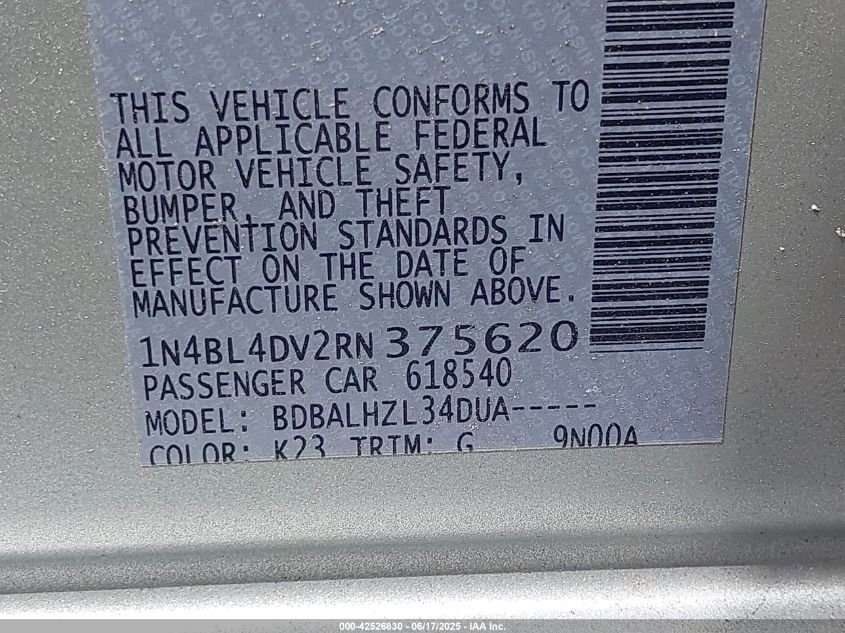 THIS VEHICLE CONFORMS TO
ALL APPLICABLE FEDERAL
MOTOR VEHICLE SAFETY,
BUMPER, AND THEFT
PREVENTION STANDARDS IN
EFFECT ON THE DATE OF
MANUFACTURE SHOWN ABOVE.
1N4BL4DV2RN 375620
PASSENGER CAR 618540
MODEL: BDBALHZL34DUA-----
COLOR: K23 TRIM: G 9N00A
000-42526830 - 06/17/2025 - IAA Inc.